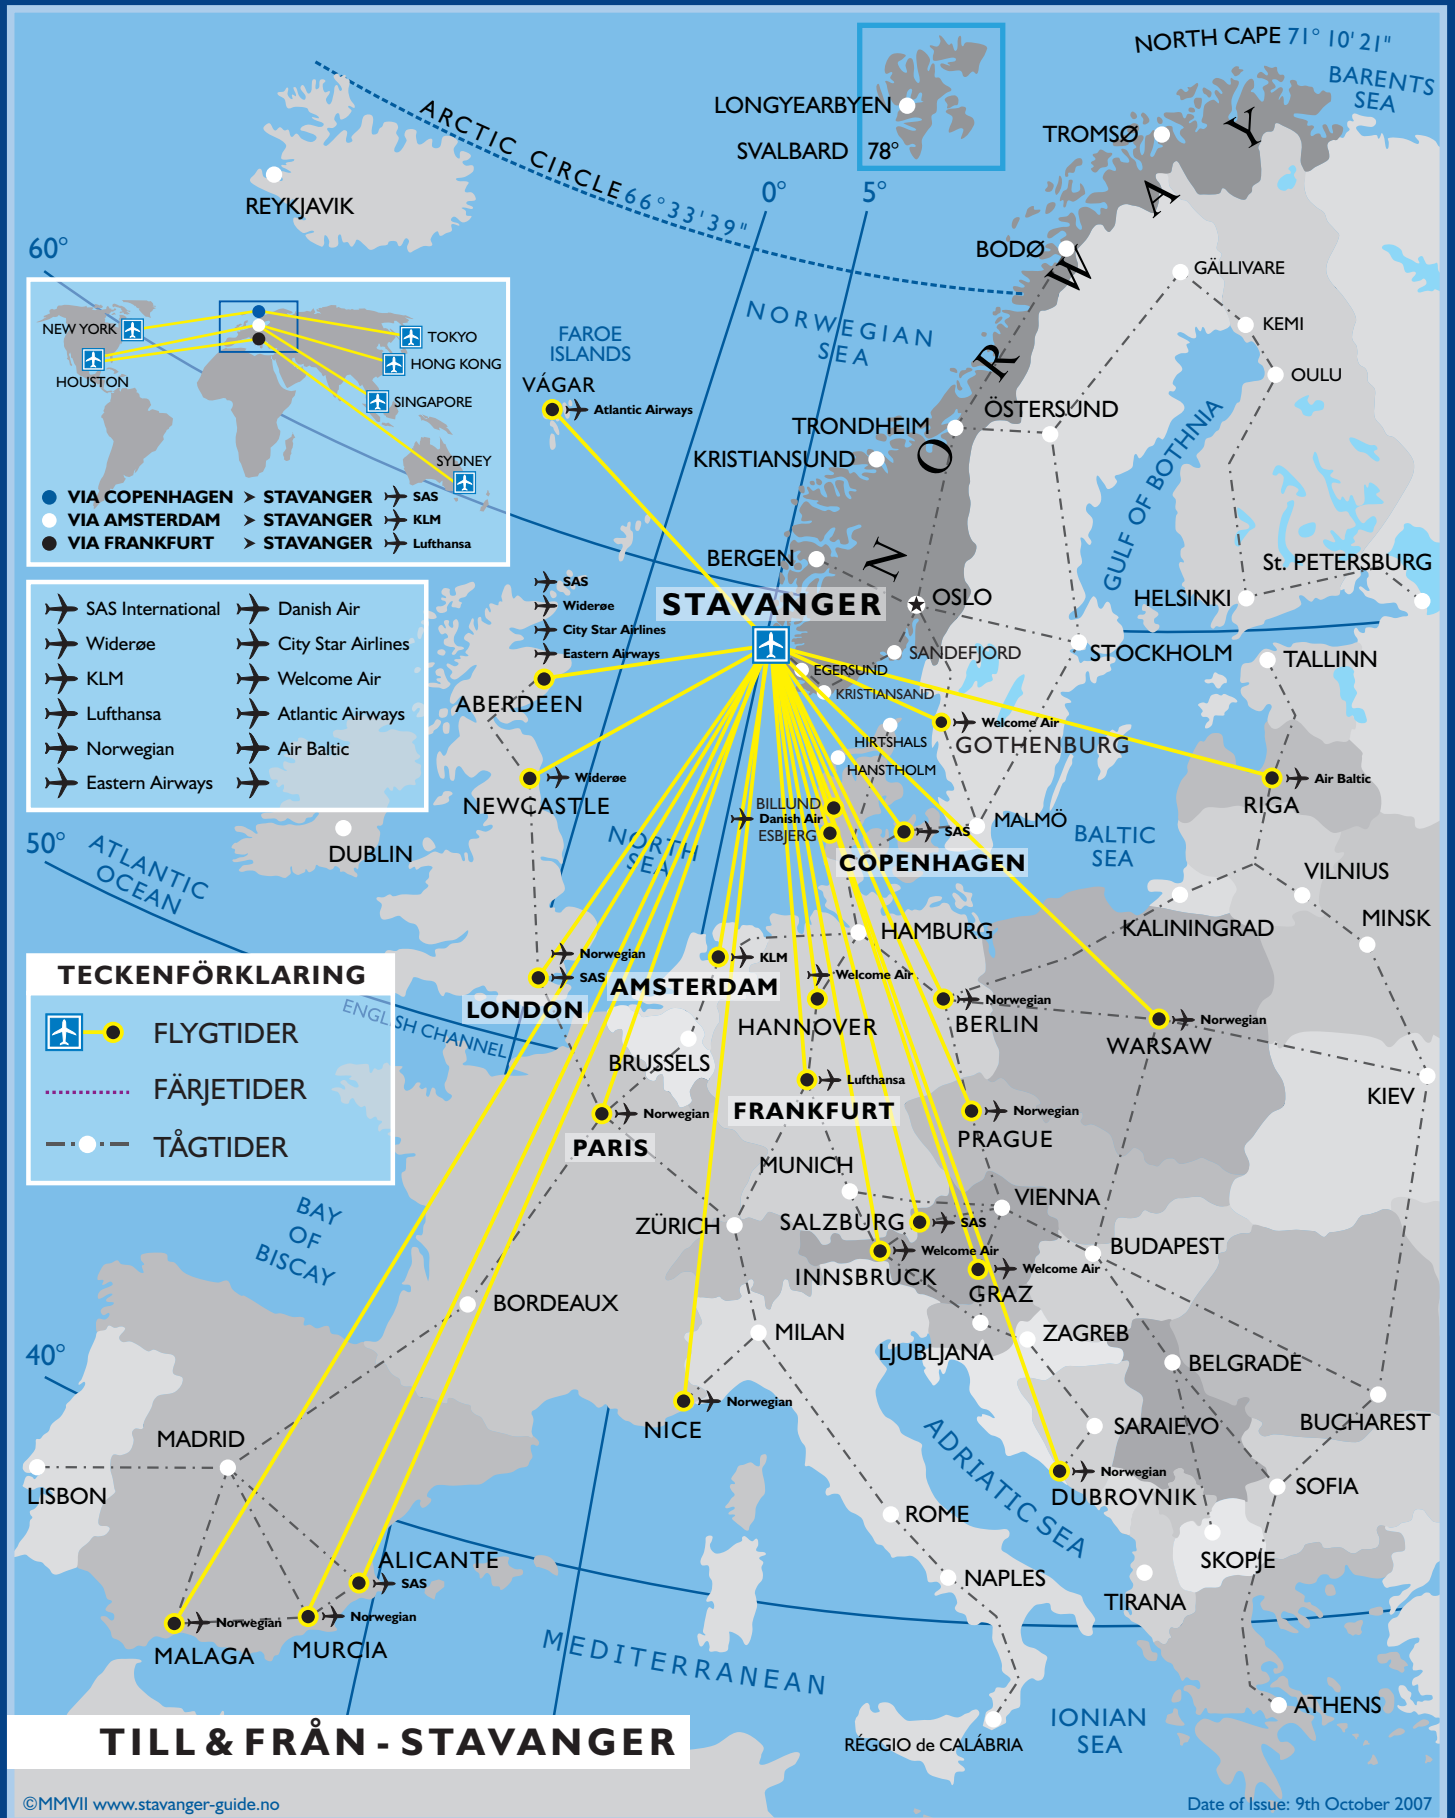 NORTH CAPE 71° 10' 21"
BARENTS
SEA
LONGYEARBYEN
SVALBARD 78°
TROMSØ
ARCTIC CIRCLE 66°33'39"
0°
5°
REYKJAVIK
60°
BODØ
GÄLLIVARE
N O R W A Y
NORWEGIAN
SEA
KEMI
OULU
FAROE
ISLANDS
VÁGAR
Atlantic Airways
NEW YORK
HOUSTON
TOKYO
HONG KONG
SINGAPORE
SYDNEY
VIA COPENHAGEN > STAVANGER SAS
VIA AMSTERDAM > STAVANGER KLM
VIA FRANKFURT > STAVANGER Lufthansa
ÖSTERSUND
TRONDHEIM
KRISTIANSUND
GULF OF BOTHNIA
BERGEN
St. PETERSBURG
HELSINKI
OSLO
STAVANGER
SAS
Widerøe
City Star Airlines
Eastern Airways
ABERDEEN
SAS International
Danish Air
Widerøe
City Star Airlines
KLM
Welcome Air
Lufthansa
Atlantic Airways
Norwegian
Air Baltic
Eastern Airways
SANDEFJORD
STOCKHOLM
TALLINN
EGERSUND
KRISTIANSAND
Welcome Air
GOTHENBURG
HIRTSHALS
HANSTHOLM
Air Baltic
RIGA
Widerøe
NEWCASTLE
BILLUND
Danish Air
ESBJERG
SAS
COPENHAGEN
MALMÖ
BALTIC
SEA
NORTH
SEA
DUBLIN
50°
ATLANTIC
OCEAN
VILNIUS
MINSK
KALININGRAD
HAMBURG
Norwegian
SAS
LONDON
KLM
AMSTERDAM
Welcome Air
HANNOVER
Norwegian
BERLIN
Norwegian
WARSAW
KIEV
TECKENFÖRKLARING
FLYGTIDER
FÄRJETIDER
TÅGTIDER
ENGLISH CHANNEL
BRUSSELS
Lufthansa
FRANKFURT
Norwegian
PARIS
Norwegian
PRAGUE
MUNICH
VIENNA
BAY
OF
BISCAY
ZÜRICH
SALZBURG
SAS
Welcome Air
INNSBRUCK
Welcome Air
GRAZ
BUDAPEST
BORDEAUX
MILAN
LJUBLJANA
ZAGREB
40°
BELGRADE
Norwegian
NICE
SARAIEVO
BUCHAREST
MADRID
LISBON
ADRIATIC SEA
Norwegian
DUBROVNIK
SOFIA
ROME
SKOPJE
ALICANTE
SAS
NAPLES
TIRANA
Norwegian
MALAGA
Norwegian
MURCIA
MEDITERRANEAN
ATHENS
IONIAN
SEA
RÉGGIO de CALÁBRIA
TILL & FRÅN - STAVANGER
©MMVII www.stavanger-guide.no
Date of Issue: 9th October 2007